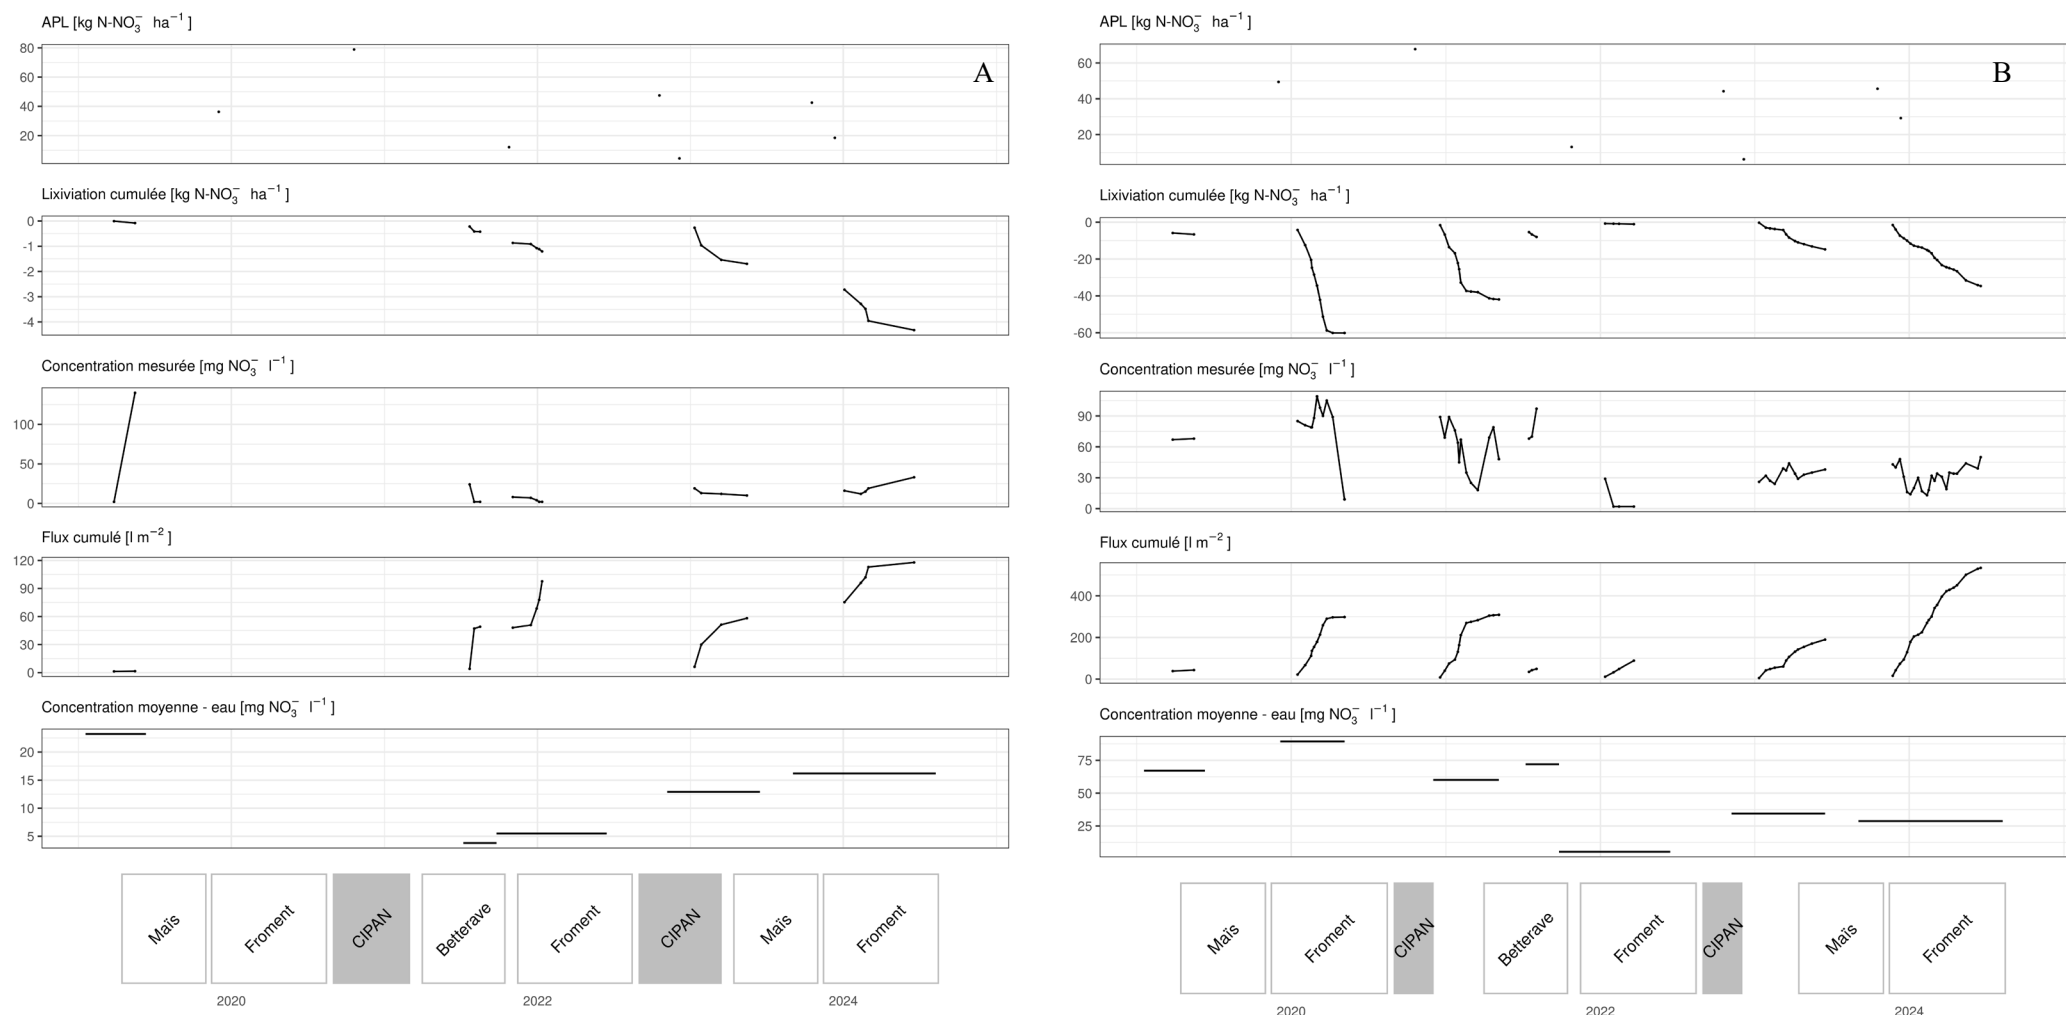 APL [kg N-NO₃⁻ ha⁻¹ ]
A
80
60
40
20
Lixiviation cumulée [kg N-NO₃⁻ ha⁻¹ ]
0
-1
-2
-3
-4
Concentration mesurée [mg NO₃⁻ l⁻¹ ]
100
50
0
Flux cumulé [l m⁻² ]
120
90
60
30
0
Concentration moyenne - eau [mg NO₃⁻ l⁻¹ ]
20
15
10
5
Maïs Froment CIPAN Betterave Froment CIPAN Maïs Froment
2020 2022 2024
APL [kg N-NO₃⁻ ha⁻¹ ]
B
60
40
20
Lixiviation cumulée [kg N-NO₃⁻ ha⁻¹ ]
0
-20
-40
-60
Concentration mesurée [mg NO₃⁻ l⁻¹ ]
90
60
30
0
Flux cumulé [l m⁻² ]
400
200
0
Concentration moyenne - eau [mg NO₃⁻ l⁻¹ ]
75
50
25
Maïs Froment CIPAN Betterave Froment CIPAN Maïs Froment
2020 2022 2024